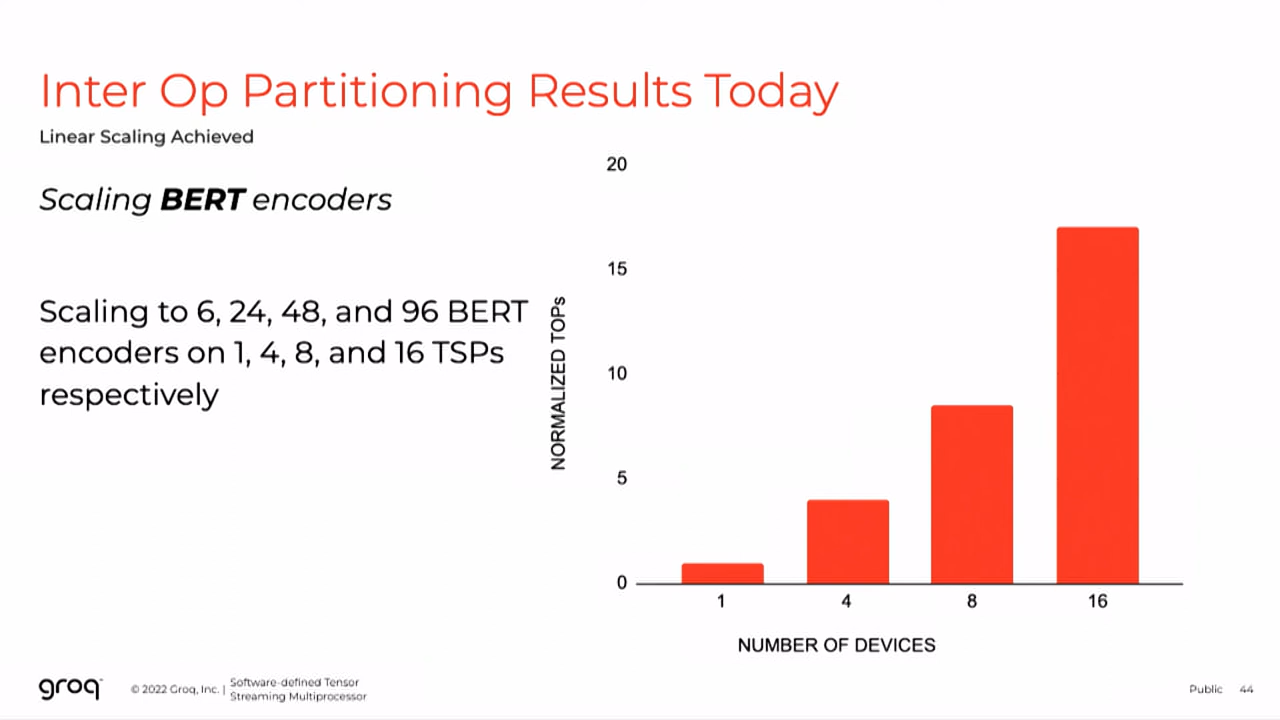 Inter Op Partitioning Results Today
Linear Scaling Achieved
Scaling BERT encoders
Scaling to 6, 24, 48, and 96 BERT
encoders on 1, 4, 8, and 16 TSPs
respectively
NORMALIZED TOPs
20
15
10
5
0
1 4 8 16
NUMBER OF DEVICES
groq
© 2022 Groq, Inc. |
Software-defined Tensor
Streaming Multiprocessor
Public 44